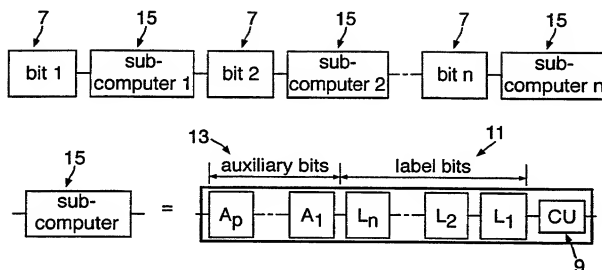 7 15 7 15 7 15
bit 1 sub-computer 1 bit 2 sub-computer 2 bit n sub-computer n
13 11
15 auxiliary bits label bits
sub-computer = Ap A1 Ln L2 L1 CU
9